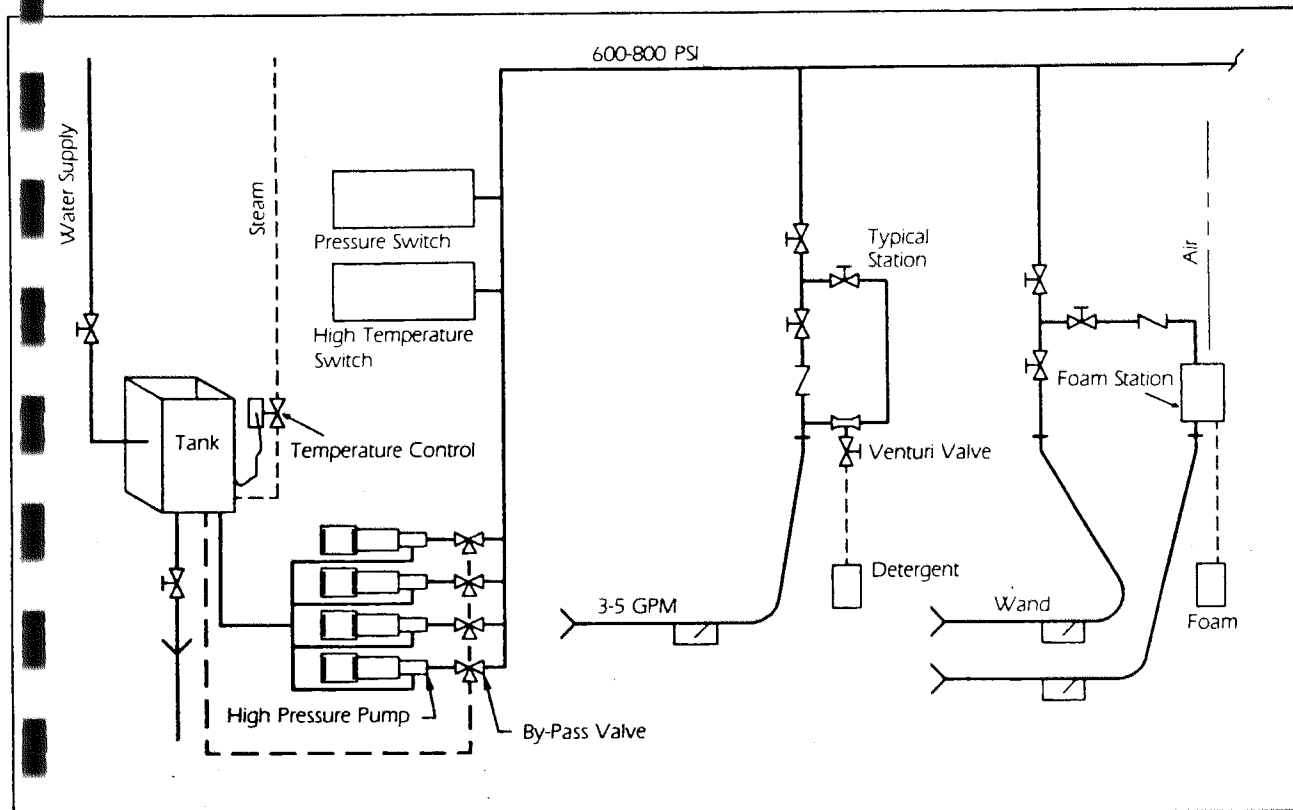 600-800 PSI
Water Supply
Steam
Pressure Switch
High Temperature
Switch
Typical
Station
Air
Foam Station
Tank
Temperature Control
Venturi Valve
Detergent
3-5 GPM
Wand
Foam
High Pressure Pump
By-Pass Valve